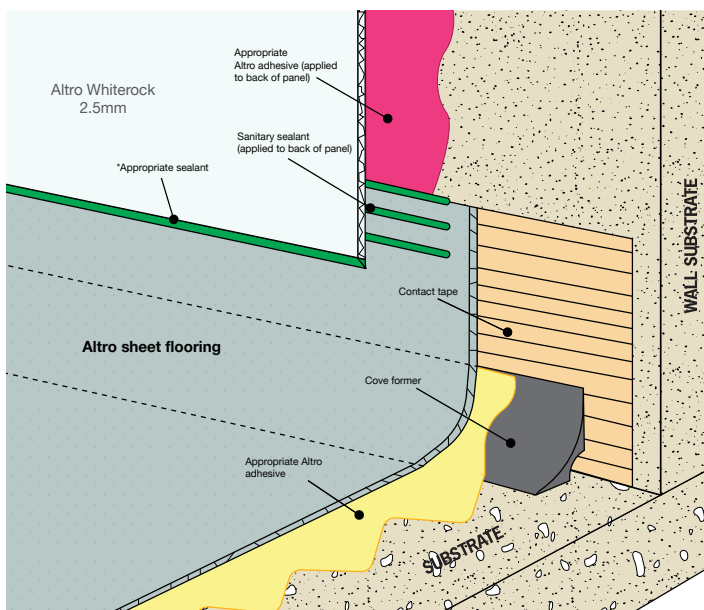 Appropriate
Altro adhesive (applied
to back of panel)
Altro Whiterock
2.5mm
Sanitary sealant
(applied to back of panel)
*Appropriate sealant
WALL SUBSTRATE
Contact tape
Altro sheet flooring
Cove former
Appropriate Altro
adhesive
SUBSTRATE